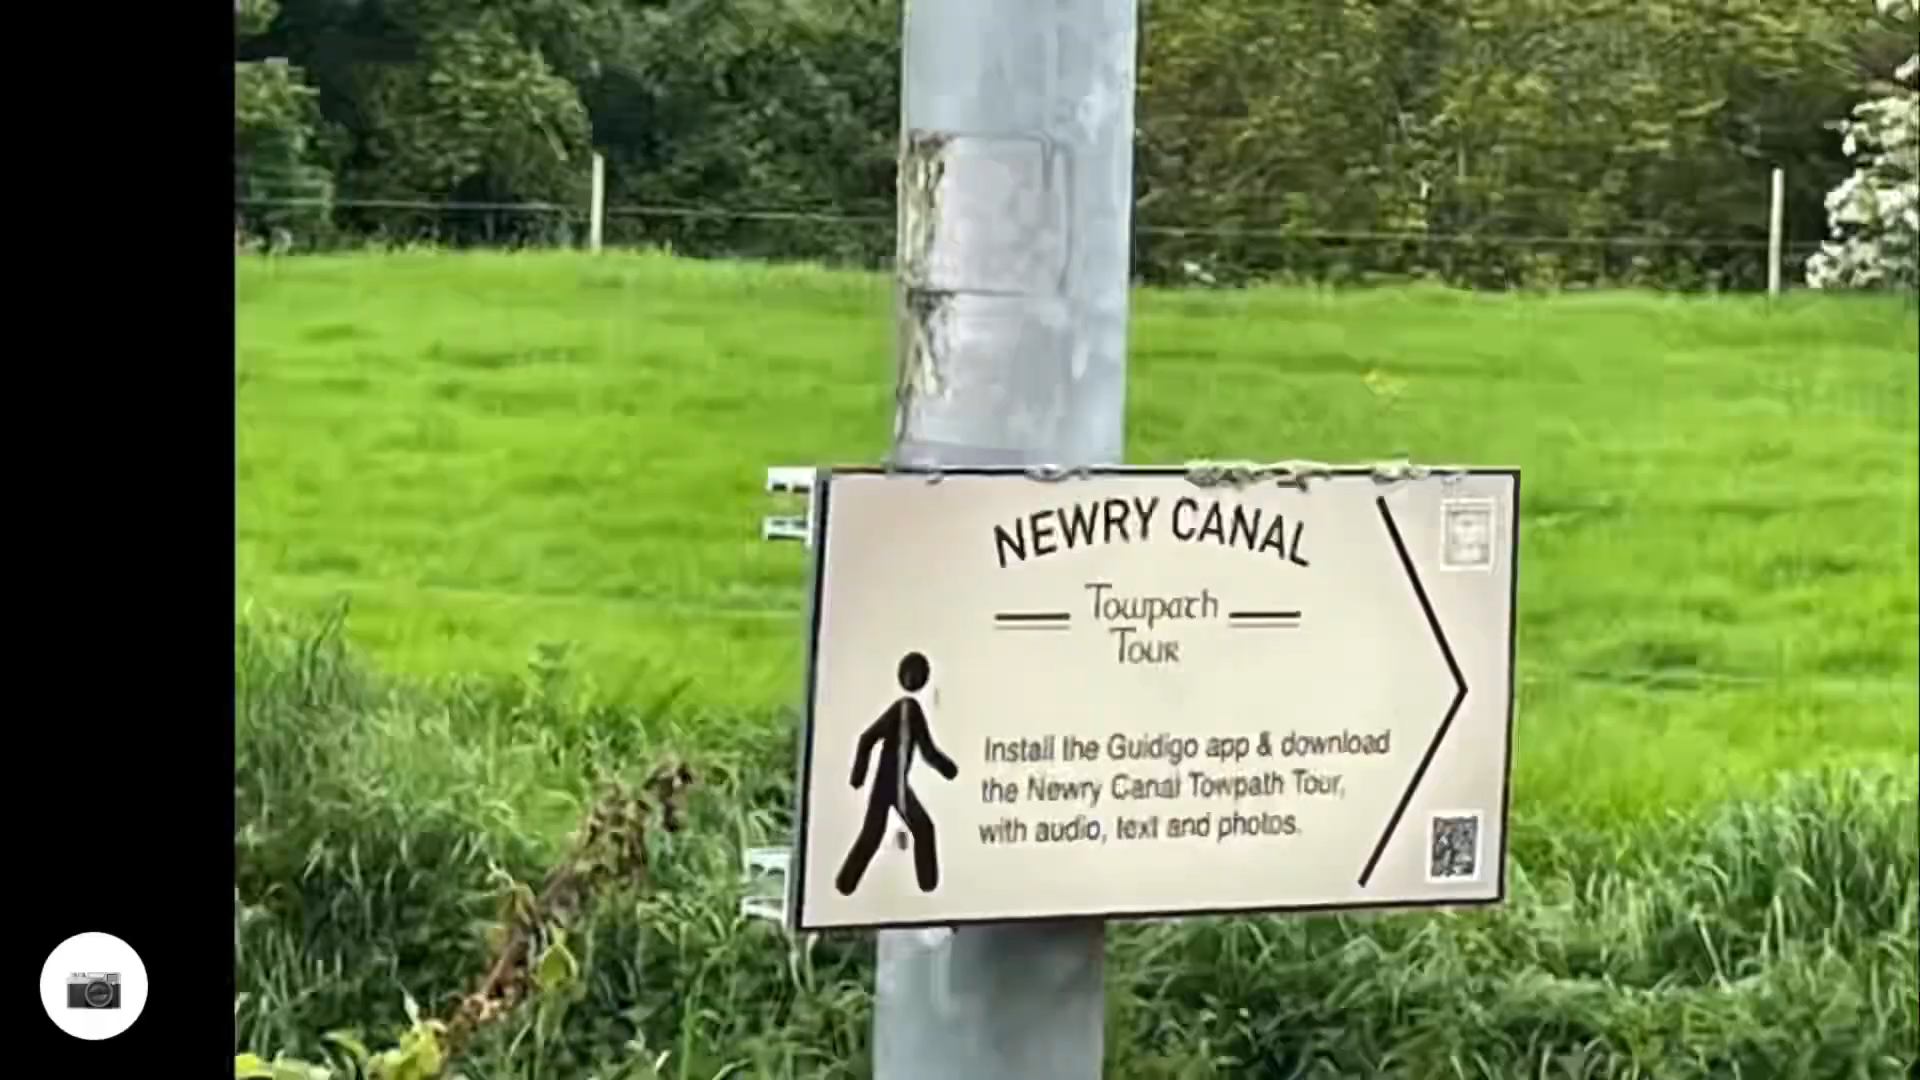 NEWRY CANAL
Towpath
Tour
Install the Guidigo app & download
the Newry Canal Towpath Tour,
with audio, text and photos.